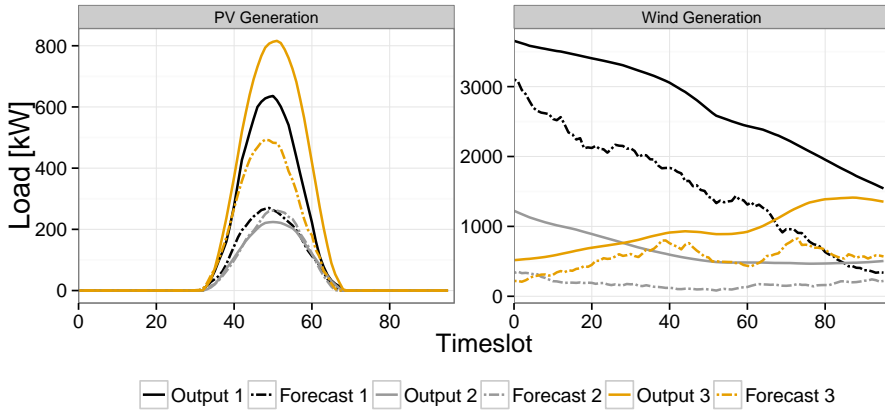 PV Generation
Wind Generation
Load [kW]
800
600
400
200
0
3000
2000
1000
0
0 20 40 60 80
0 20 40 60 80
Timeslot
Output 1 Forecast 1 Output 2 Forecast 2 Output 3 Forecast 3